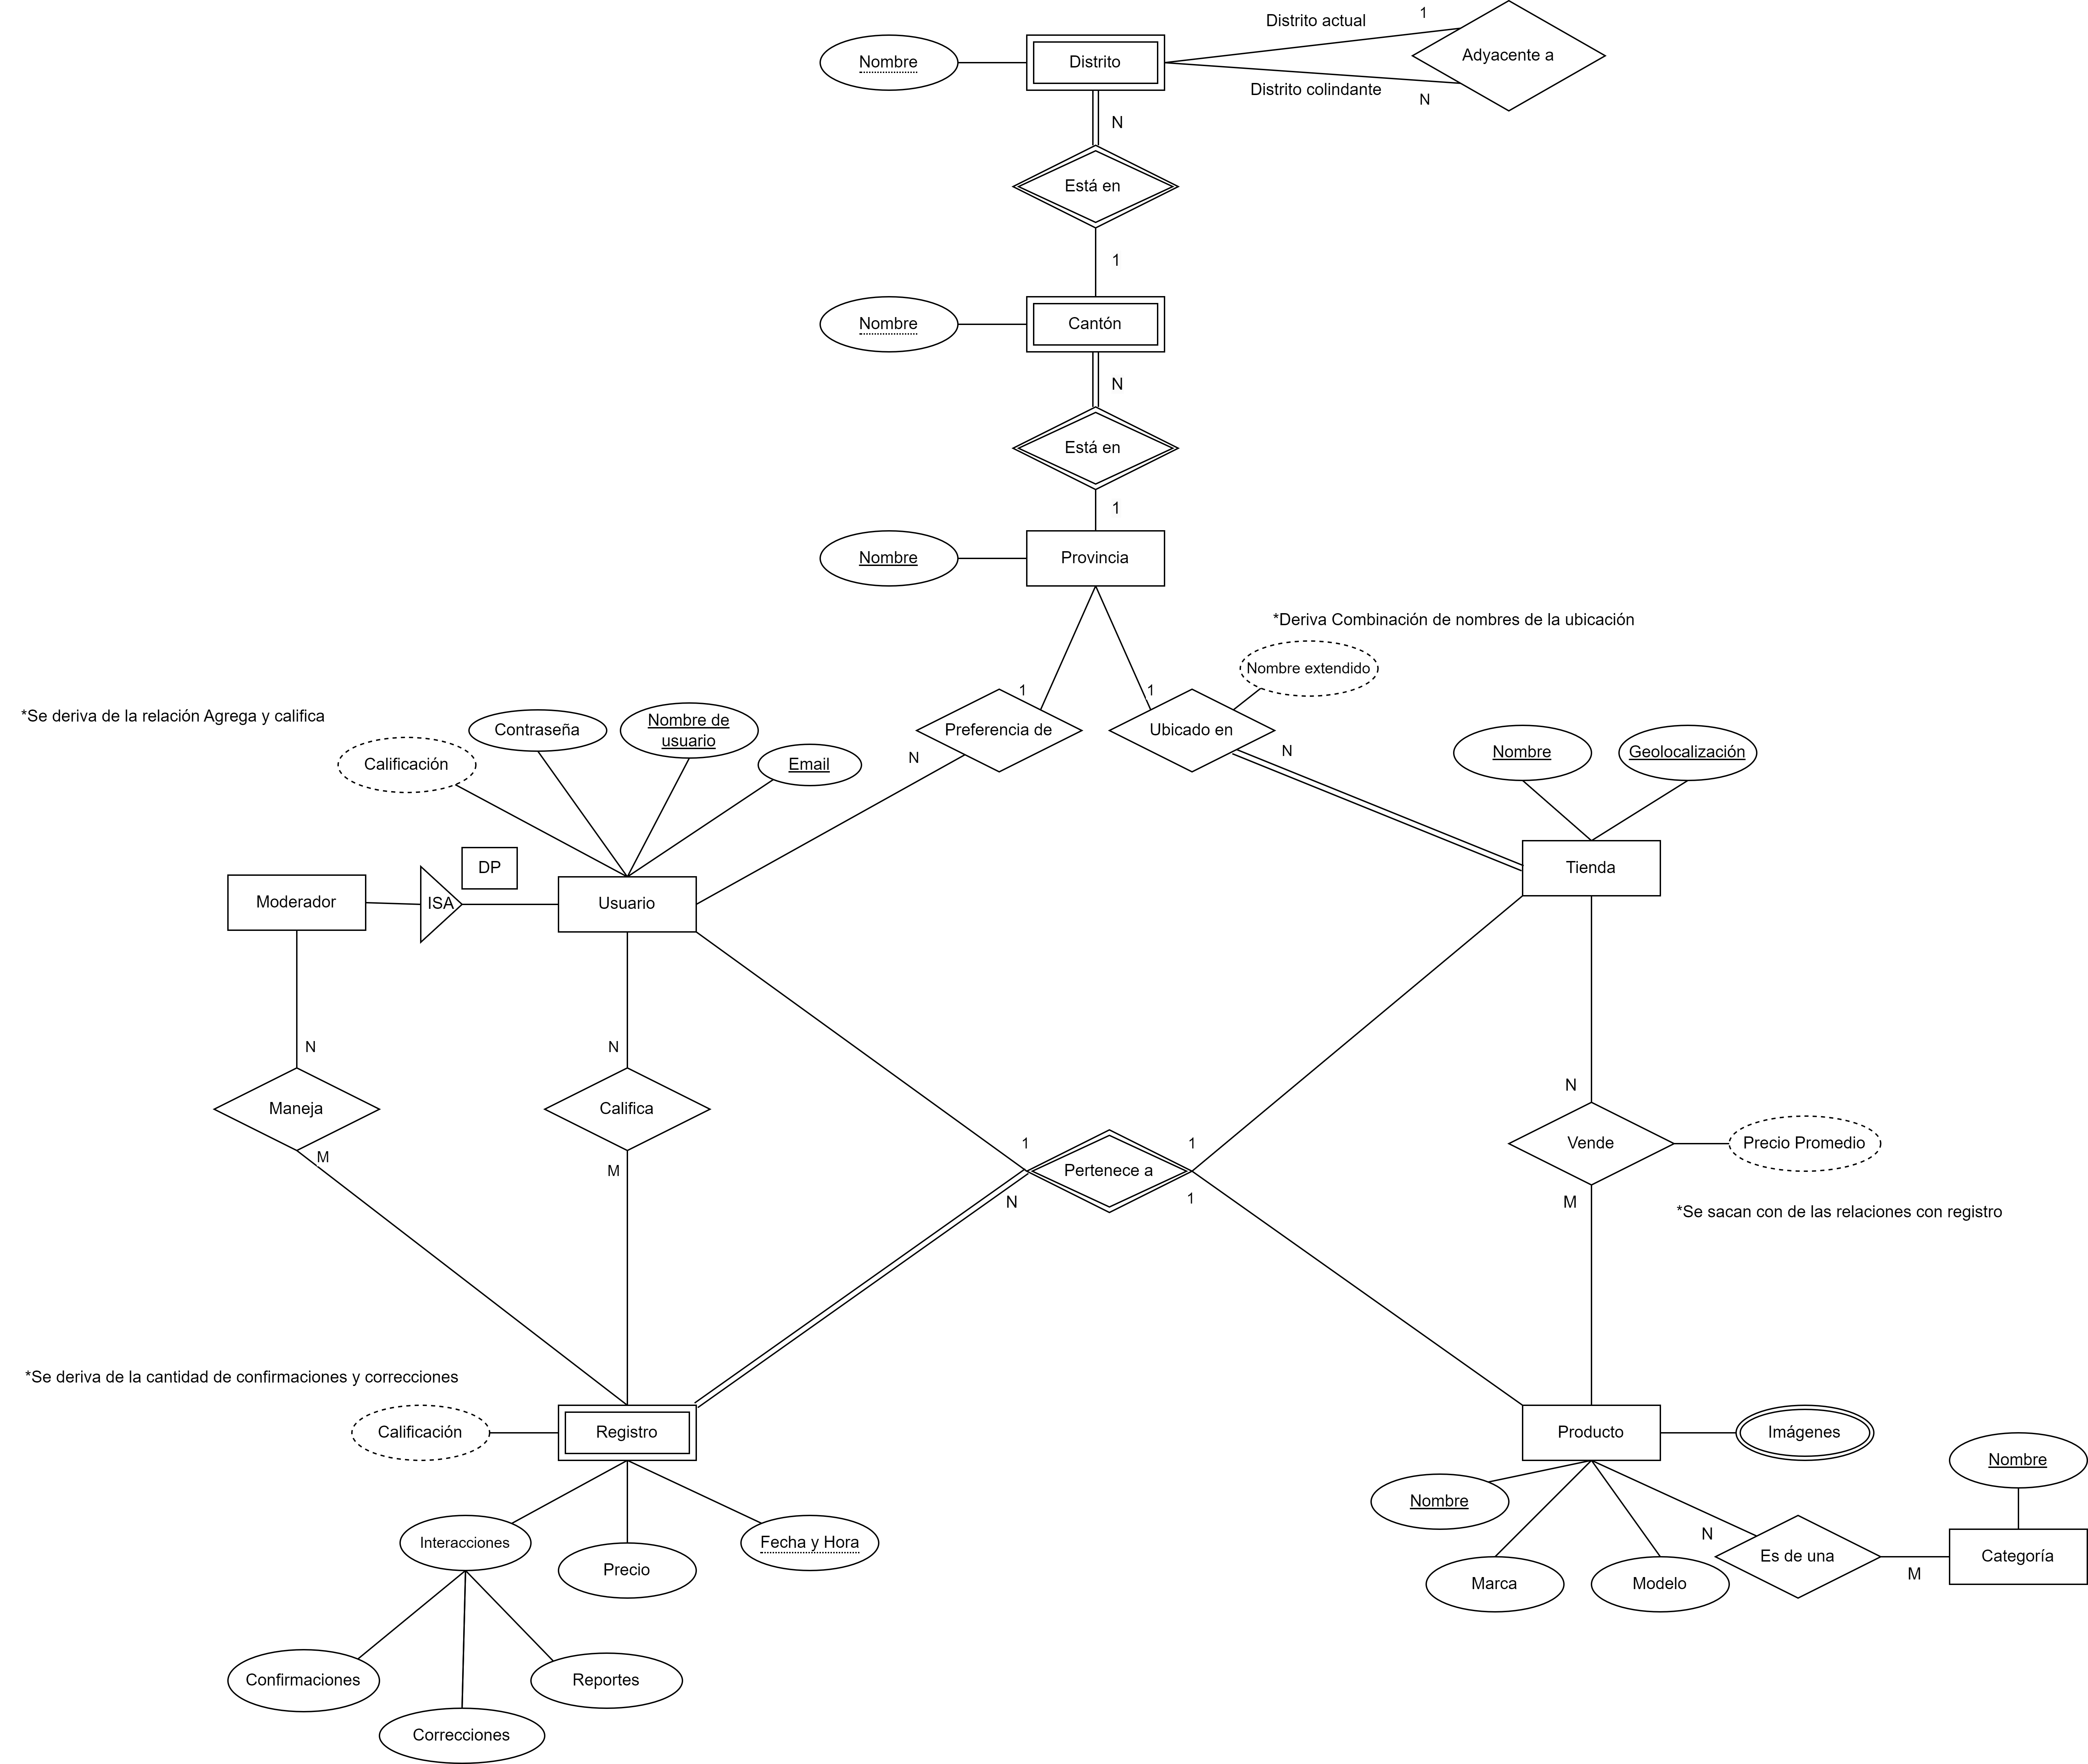 Distrito actual
1
Nombre
Distrito
Adyacente a
Distrito colindante
N
N
Está en
1
Nombre
Cantón
N
Está en
1
Nombre
Provincia
*Deriva Combinación de nombres de la ubicación
Nombre extendido
1
1
*Se deriva de la relación Agrega y califica
Contraseña
Nombre de
usuario
Preferencia de
Ubicado en
N
N
Nombre
Geolocalización
Calificación
Email
DP
Moderador
ISA
Usuario
Tienda
N
N
N
Maneja
Califica
1
1
Vende
Precio Promedio
M
M
Pertenece a
N
1
M
*Se sacan con de las relaciones con registro
*Se deriva de la cantidad de confirmaciones y correcciones
Calificación
Registro
Producto
Imágenes
Nombre
Nombre
Interacciones
Precio
Fecha y Hora
N
Es de una
M
Categoría
Marca
Modelo
Confirmaciones
Reportes
Correcciones